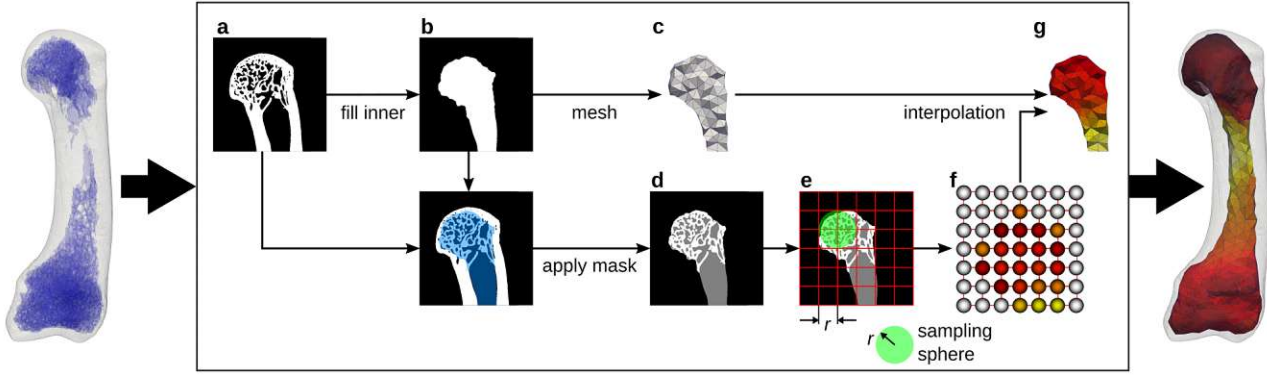 a
b
c
g
fill inner
mesh
interpolation
d
e
f
apply mask
r
r
sampling
sphere